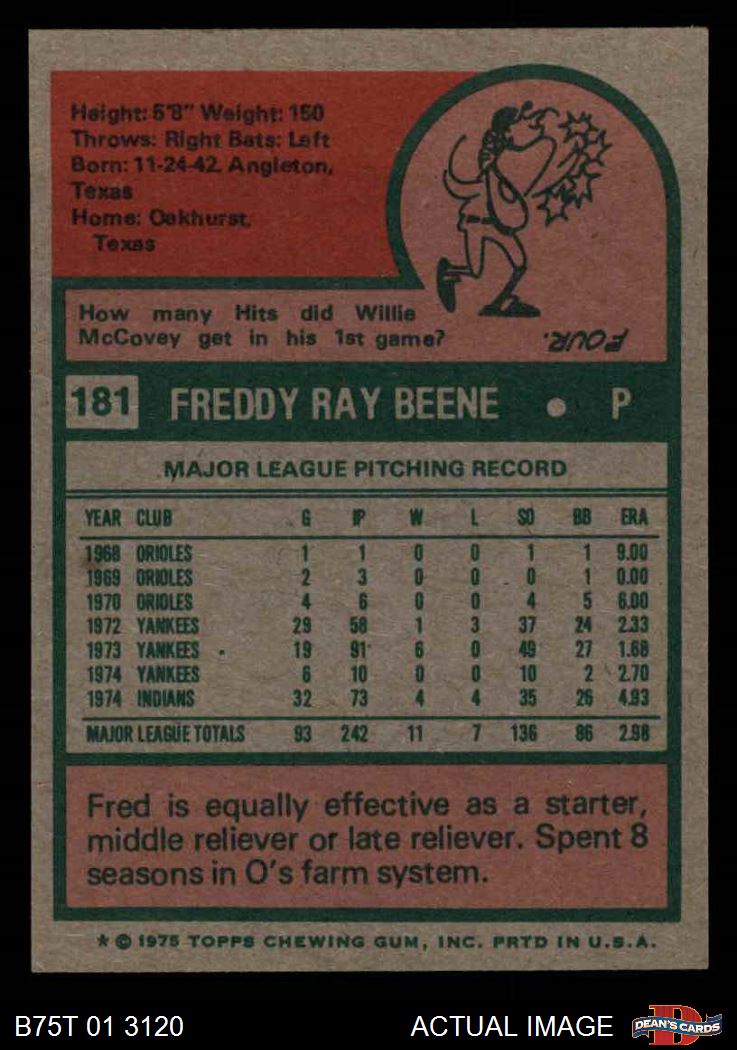 Height: 5'8" Weight: 150
Throws: Right Bats: Left
Born: 11-24-42, Angleton,
Texas
Home: Oakhurst,
Texas
How many Hits did Willie
McCovey get in his 1st game?
FOUR.
181 FREDDY RAY BEENE • P
MAJOR LEAGUE PITCHING RECORD
YEAR CLUB G IP W L SO BB ERA
1968 ORIOLES 1 1 0 0 1 1 9.00
1969 ORIOLES 2 3 0 0 0 1 0.00
1970 ORIOLES 4 6 0 0 4 5 6.00
1972 YANKEES 29 58 1 3 37 24 2.33
1973 YANKEES 19 91 6 0 49 27 1.68
1974 YANKEES 6 10 0 0 10 2 2.70
1974 INDIANS 32 73 4 4 35 26 4.93
MAJOR LEAGUE TOTALS 93 242 11 7 136 86 2.98
Fred is equally effective as a starter,
middle reliever or late reliever. Spent 8
seasons in O's farm system.
* © 1975 TOPPS CHEWING GUM, INC. PRTD IN U.S.A.
B75T 01 3120 ACTUAL IMAGE DEAN'S CARDS